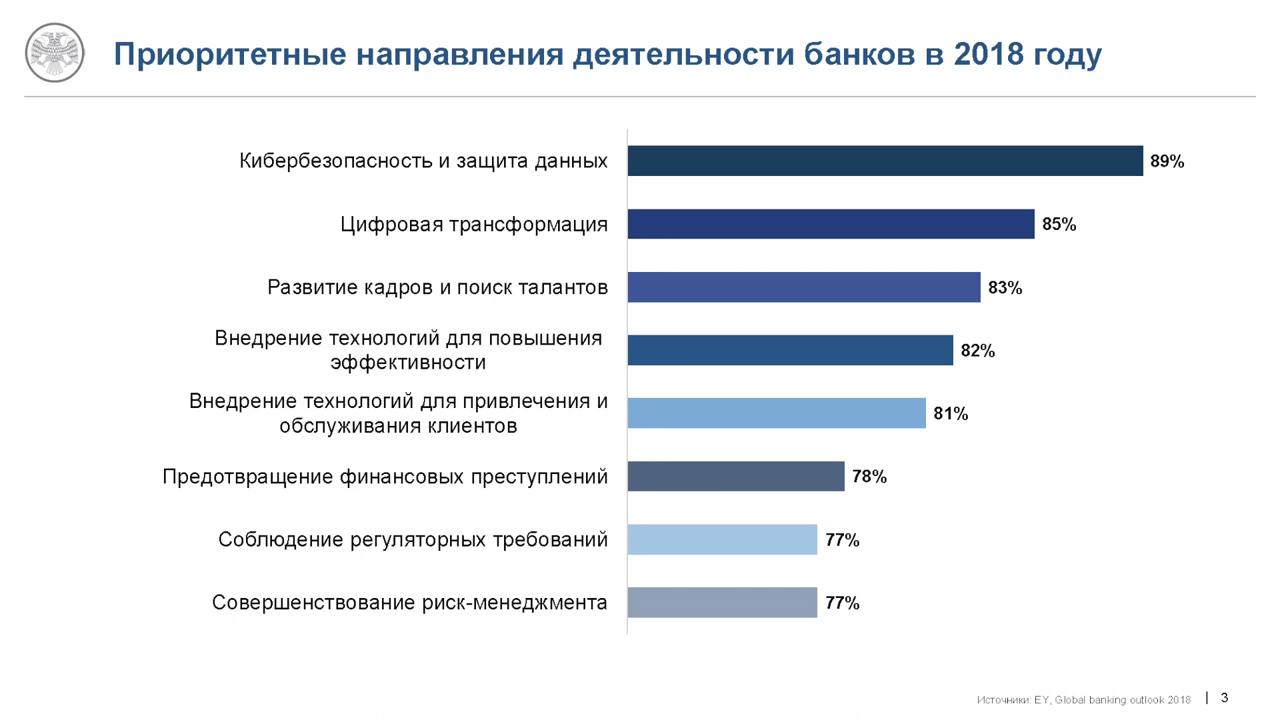 Приоритетные направления деятельности банков в 2018 году
Кибербезопасность и защита данных
89%
Цифровая трансформация
85%
Развитие кадров и поиск талантов
83%
Внедрение технологий для повышения
эффективности
82%
Внедрение технологий для привлечения и
обслуживания клиентов
81%
Предотвращение финансовых преступлений
78%
Соблюдение регуляторных требований
77%
Совершенствование риск-менеджмента
77%
Источники: EY, Global banking outlook 2018
3